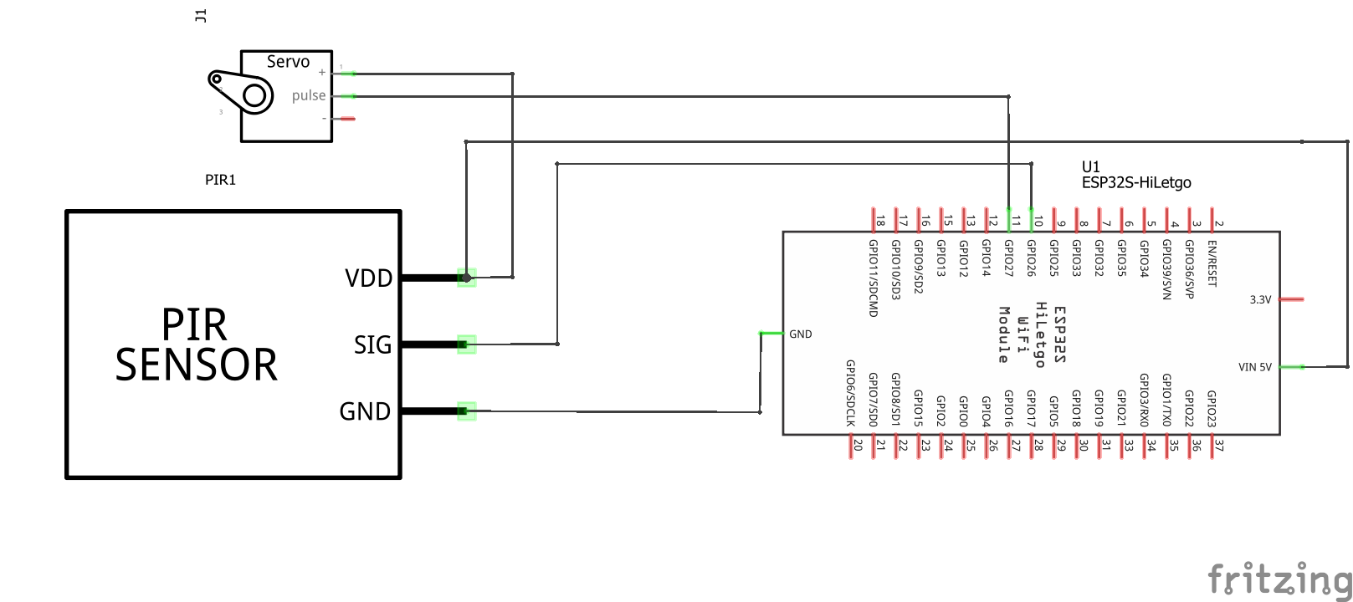 J1
Servo
+
1
pulse
3
-
PIR1
U1
ESP32S-HiLetgo
18
17
16
15
13
12
11
10
9
8
7
6
5
4
3
2
GPIO11/SDCMD
GPIO10/SD3
GPIO9/SD2
GPIO13
GPIO12
GPIO14
GPIO27
GPIO26
GPIO25
GPIO33
GPIO32
GPIO35
GPIO34
GPIO39/SVN
GPIO36/SVP
EN/RESET
VDD
3.3V
PIR
SENSOR
SIG
GND
ESP32S
HiLetgo
WiFi
Module
GND
VIN 5V
GPIO6/SDCLK
GPIO7/SD0
GPIO8/SD1
GPIO15
GPIO2
GPIO0
GPIO4
GPIO16
GPIO17
GPIO5
GPIO18
GPIO19
GPIO21
GPIO3/RX0
GPIO1/TX0
GPIO22
GPIO23
20
21
22
23
24
25
26
27
28
29
30
31
33
34
35
36
37
fritzing